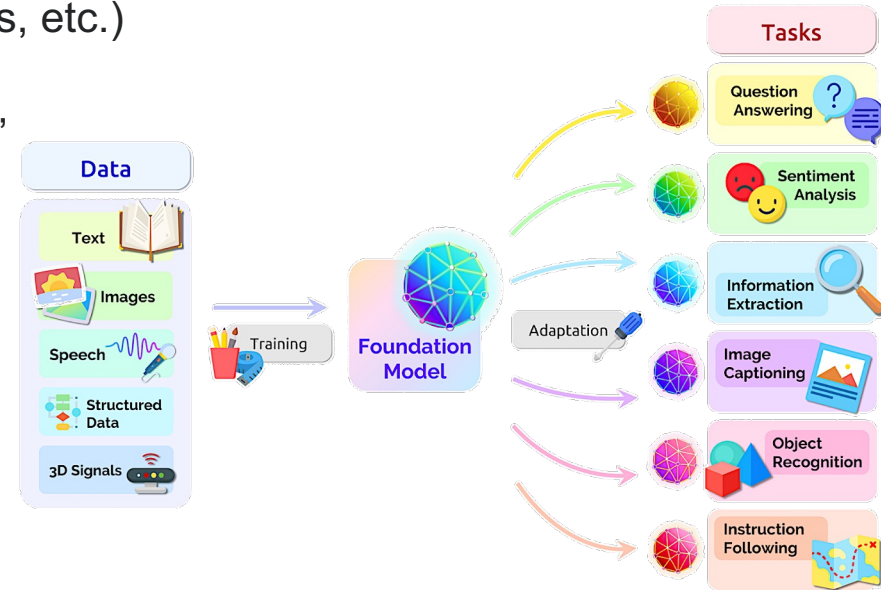 s, etc.)
,
Data
Text
Images
Speech
Structured
Data
3D Signals
Training
Foundation
Model
Adaptation
Tasks
Question
Answering
?
Sentiment
Analysis
Information
Extraction
Image
Captioning
Object
Recognition
Instruction
Following